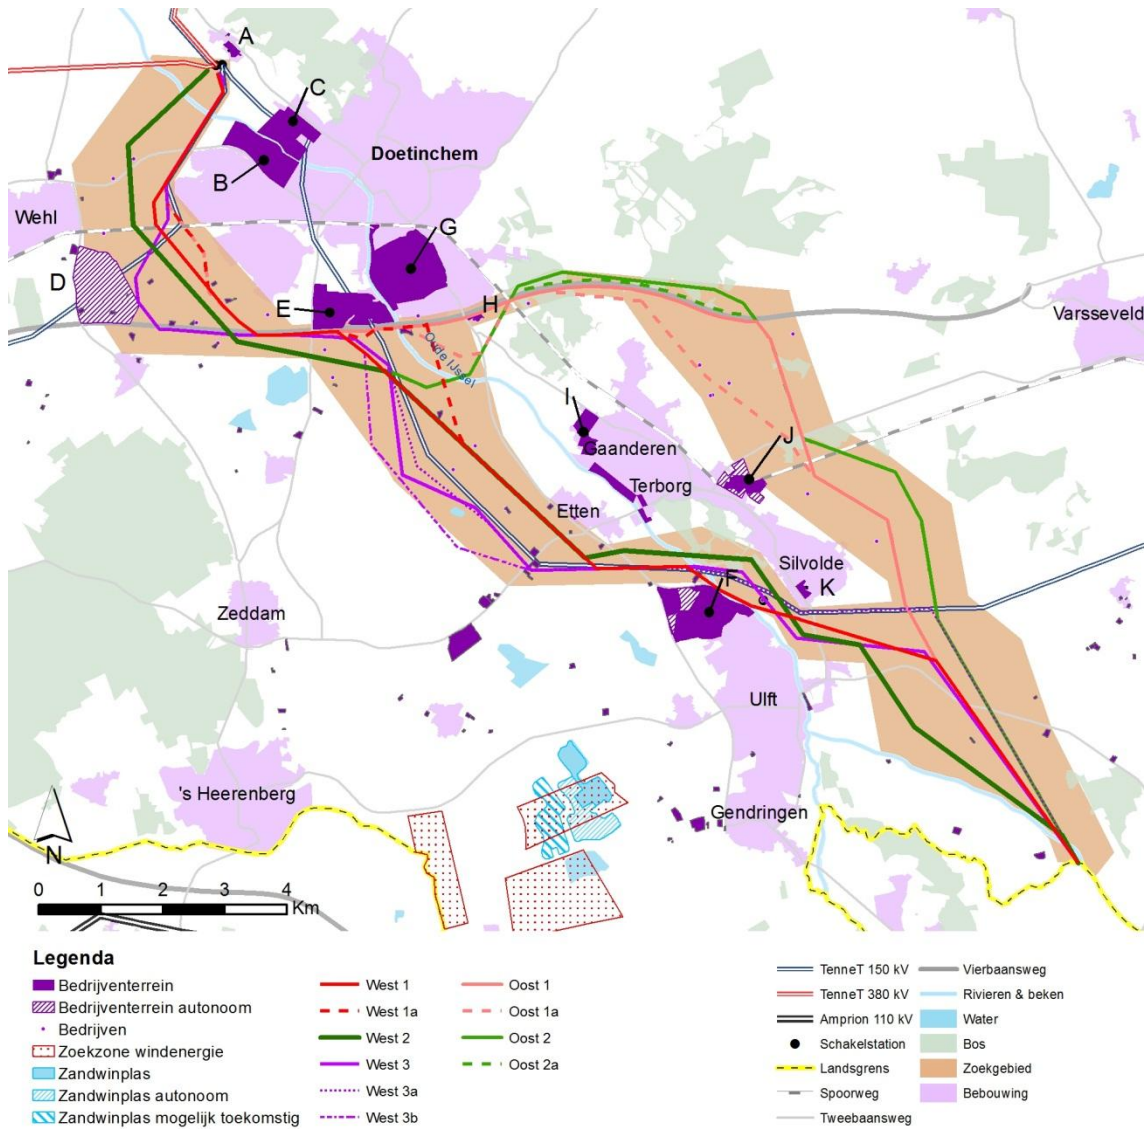 A
C
Doetinchem
B
Wehl
G
D
E
H
Varsseveld
Oude IJssel
I
Gaanderen
J
Terborg
Etten
Silvolde
F
K
Zeddam
Ulft
's Heerenberg
Gendringen
N
0 1 2 3 4
Km
Legenda
Bedrijventerrein
Bedrijventerrein autonoom
Bedrijven
Zoekzone windenergie
Zandwinplas
Zandwinplas autonoom
Zandwinplas mogelijk toekomstig
West 1
West 1a
West 2
West 3
West 3a
West 3b
Oost 1
Oost 1a
Oost 2
Oost 2a
TenneT 150 kV
TenneT 380 kV
Amprion 110 kV
Schakelstation
Landsgrens
Spoorweg
Tweebaansweg
Vierbaansweg
Rivieren & beken
Water
Bos
Zoekgebied
Bebouwing